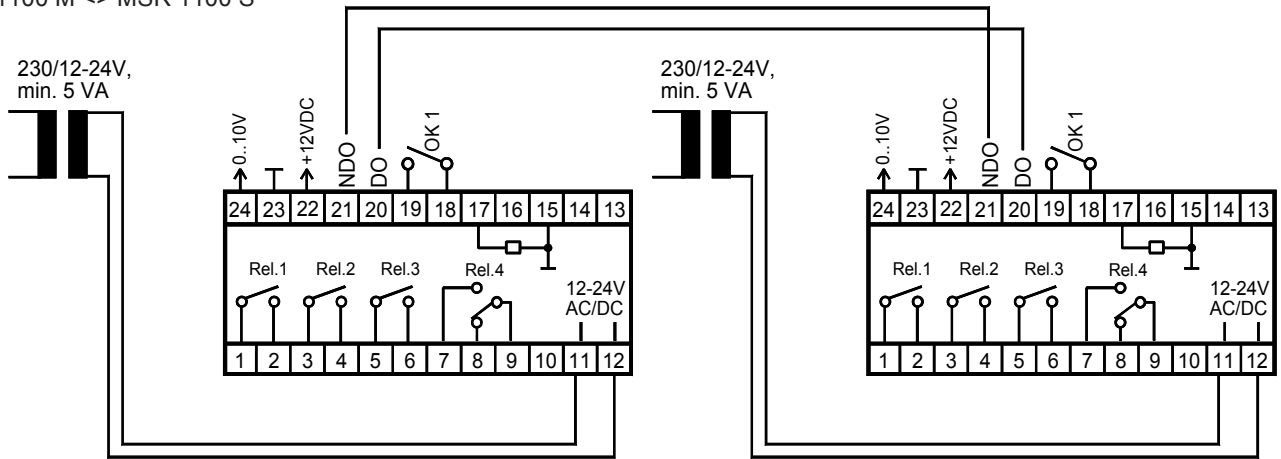 MSR 1100 S
230/12-24V,
min. 5 VA
0..10V
+12VDC
NDO
DO
OK 1
24 23 22 21 20 19 18 17 16 15 14 13
Rel.1 Rel.2 Rel.3 Rel.4
12-24V
AC/DC
1 2 3 4 5 6 7 8 9 10 11 12
230/12-24V,
min. 5 VA
0..10V
+12VDC
NDO
DO
OK 1
24 23 22 21 20 19 18 17 16 15 14 13
Rel.1 Rel.2 Rel.3 Rel.4
12-24V
AC/DC
1 2 3 4 5 6 7 8 9 10 11 12